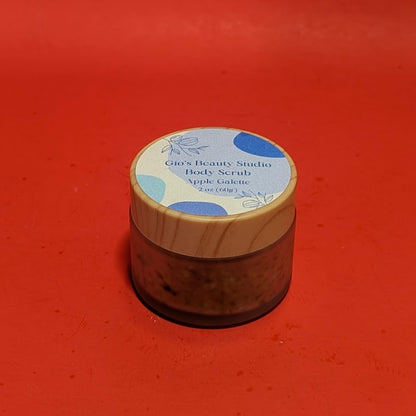 Gio's Beauty Studio
Body Scrub
Apple Galette
2 oz (60g)